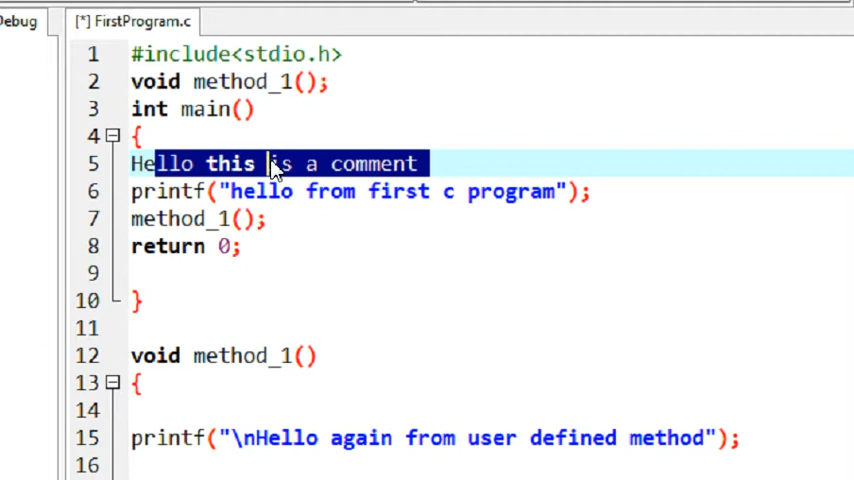 Debug [*] FirstProgram.c
1 #include<stdio.h>
2 void method_1();
3 int main()
4 {
5 Hello this is a comment
6 printf("hello from first c program");
7 method_1();
8 return 0;
9
10 }
11
12 void method_1()
13 {
14
15 printf("\nHello again from user defined method");
16